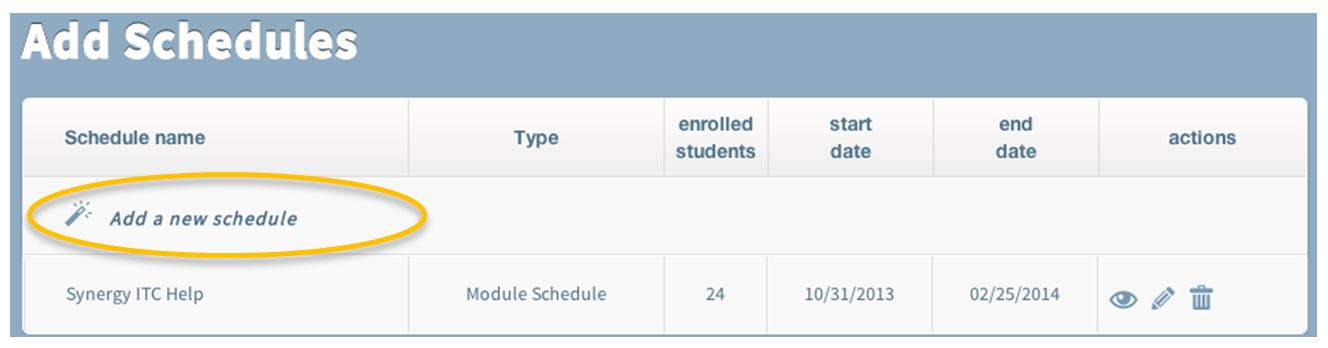 Add Schedules
Schedule name Type enrolled students start date end date actions
Add a new schedule
Synergy ITC Help Module Schedule 24 10/31/2013 02/25/2014